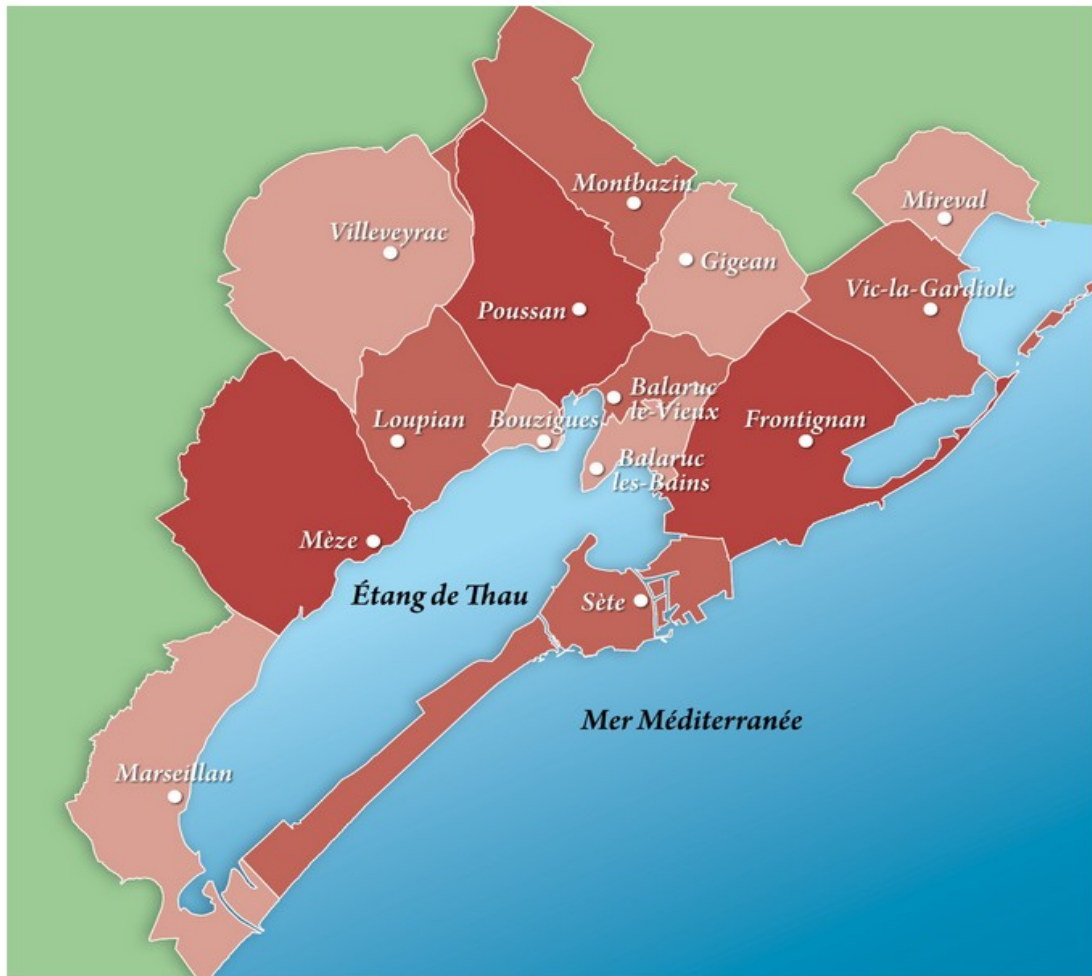 Montbazin
Mireval
Villeveyrac
Gigean
Vic-la-Gardiole
Poussan
Balaruc
le-Vieux
Loupian
Bouzigues
Frontignan
Balaruc
les-Bains
Mèze
Étang de Thau
Sète
Mer Méditerranée
Marseillan